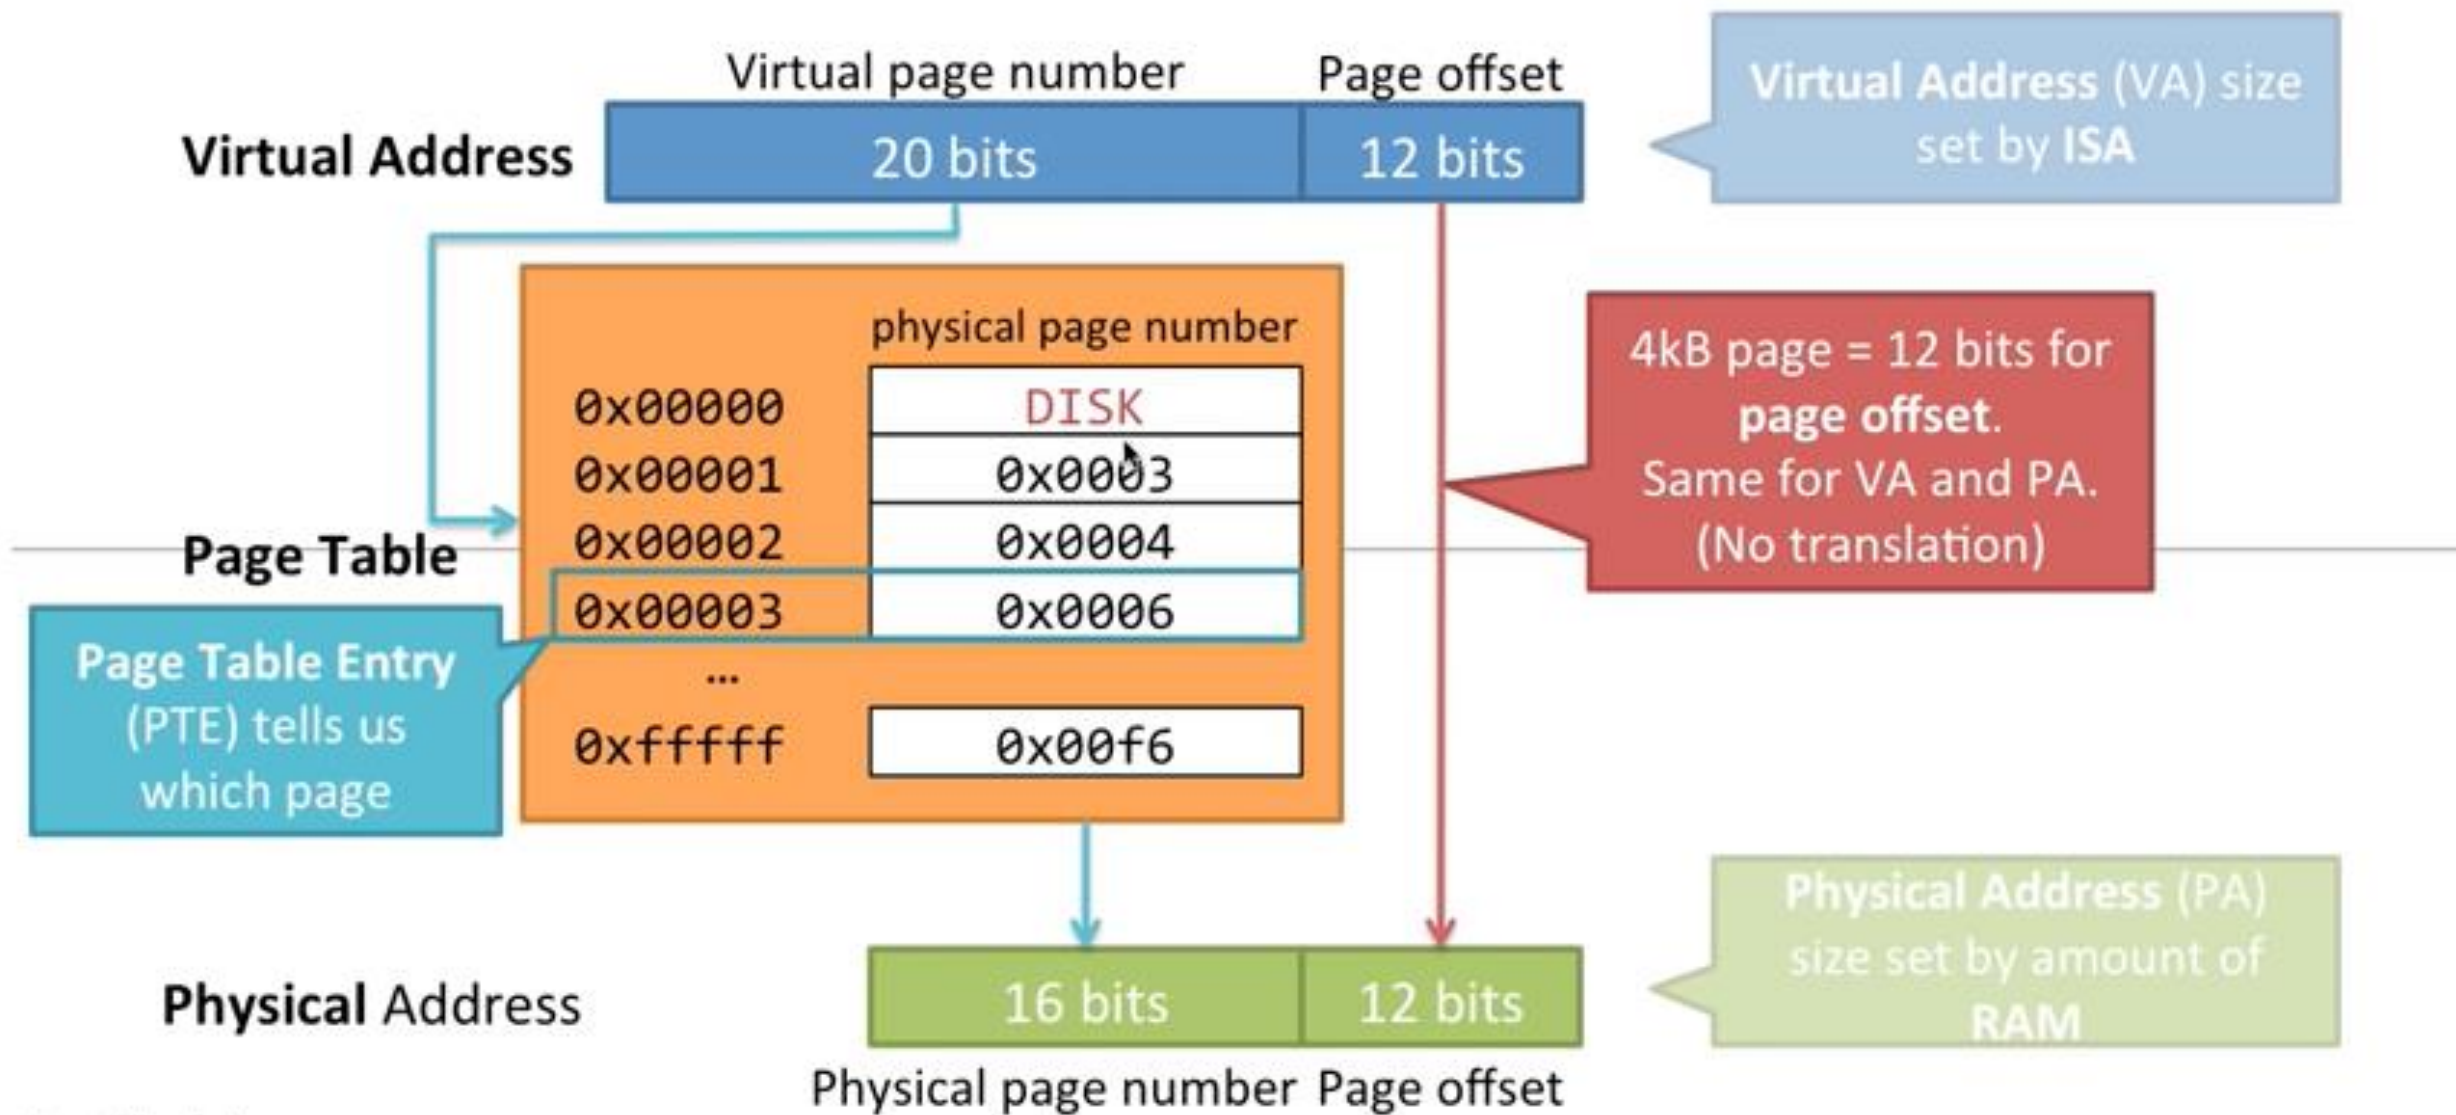 Virtual page number Page offset
Virtual Address 20 bits 12 bits
Virtual Address (VA) size
set by ISA
physical page number
0x00000 DISK
0x00001 0x0003
0x00002 0x0004
0x00003 0x0006
...
0xfffff 0x00f6
Page Table
Page Table Entry
(PTE) tells us
which page
4kB page = 12 bits for
page offset.
Same for VA and PA.
(No translation)
Physical Address 16 bits 12 bits
Physical page number Page offset
Physical Address (PA)
size set by amount of
RAM